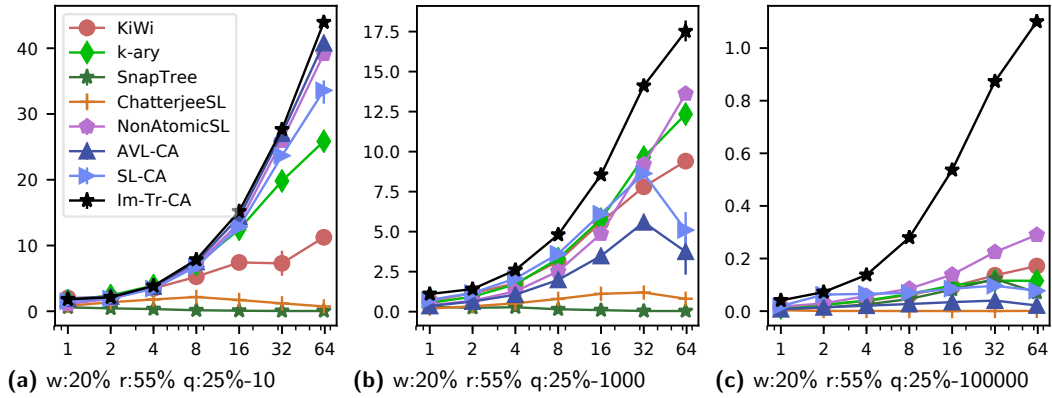 40
30
20
10
0
KiWi
k-ary
SnapTree
ChatterjeeSL
NonAtomicSL
AVL-CA
SL-CA
Im-Tr-CA
1 2 4 8 16 32 64
(a) w:20% r:55% q:25%-10
17.5
15.0
12.5
10.0
7.5
5.0
2.5
0.0
1 2 4 8 16 32 64
(b) w:20% r:55% q:25%-1000
1.0
0.8
0.6
0.4
0.2
0.0
1 2 4 8 16 32 64
(c) w:20% r:55% q:25%-100000